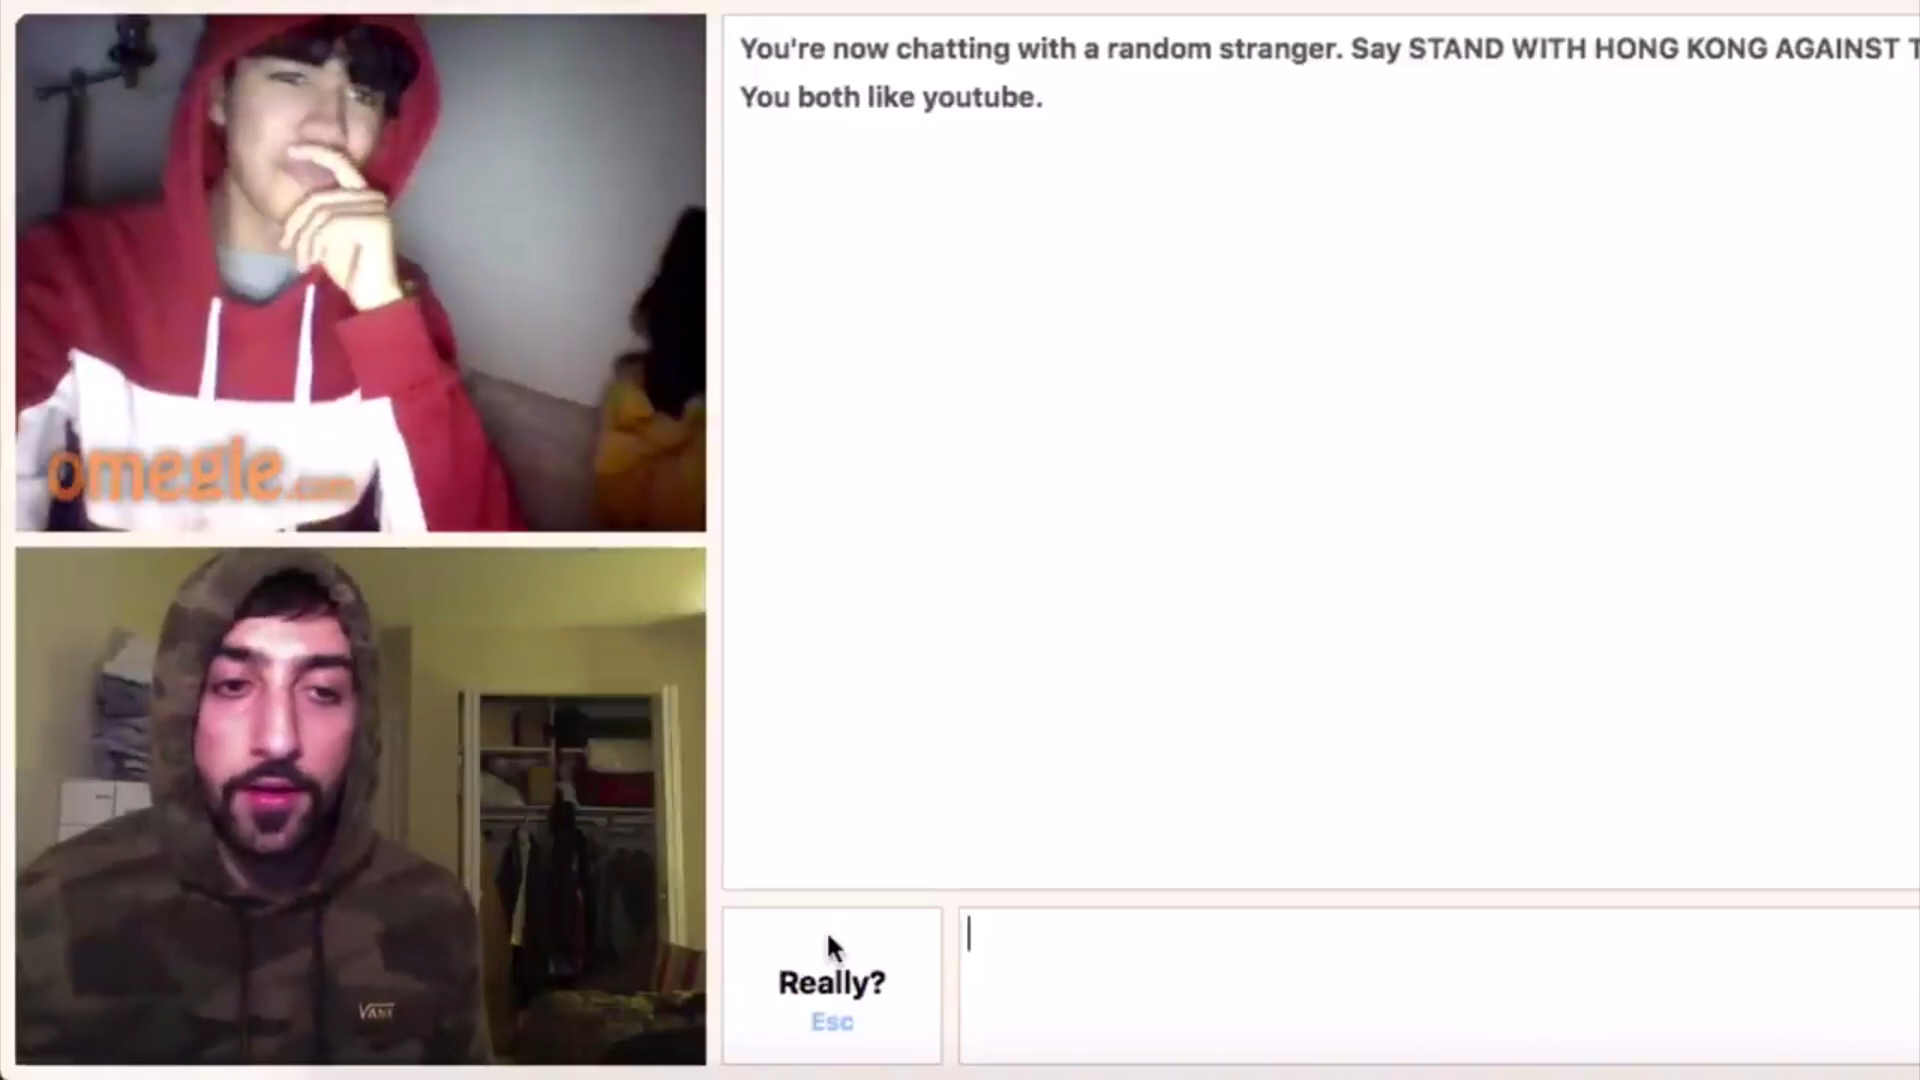 You're now chatting with a random stranger. Say STAND WITH HONG KONG AGAINST T
You both like youtube.
omegle.com
VANS
Really?
Esc